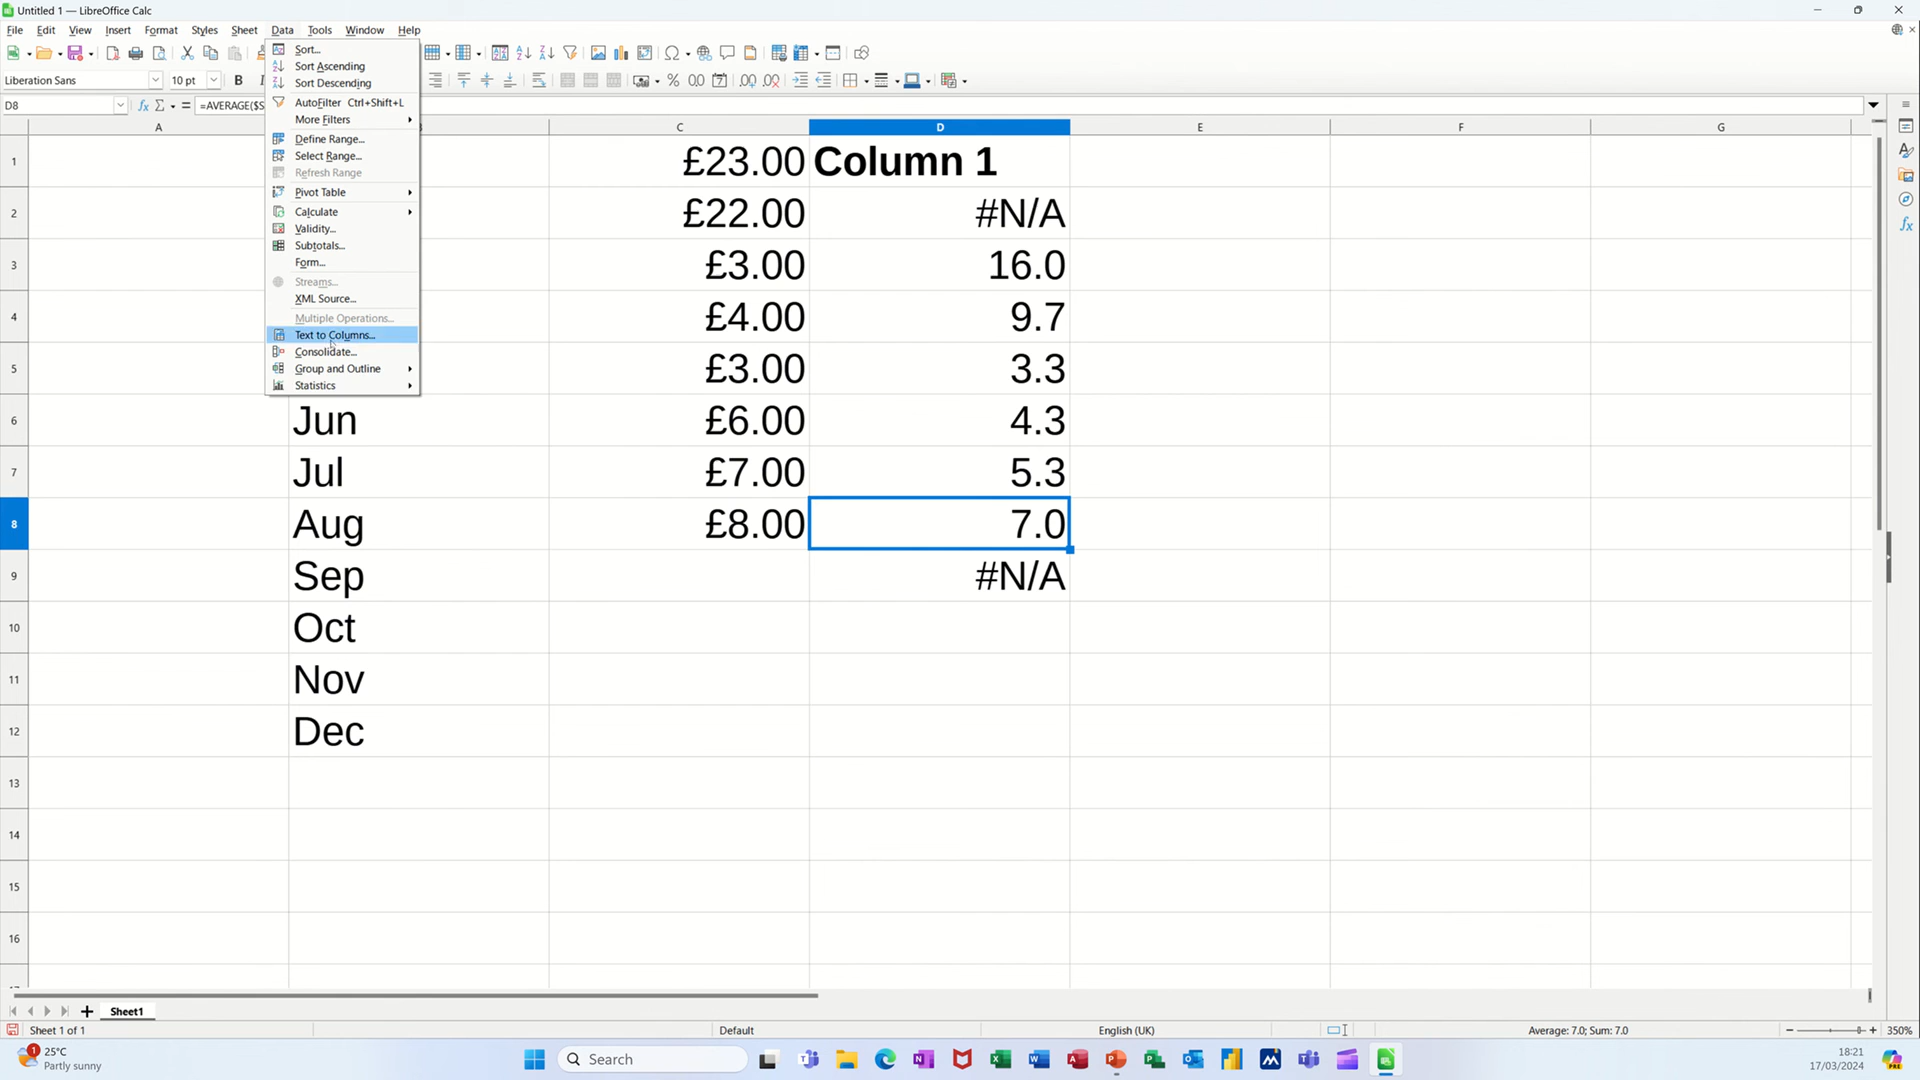 Untitled 1 — LibreOffice Calc
File Edit View Insert Format Styles Sheet Data Tools Window Help
Liberation Sans 10 pt B
D8 =AVERAGE($S
Sort...
Sort Ascending
Sort Descending
AutoFilter Ctrl+Shift+L
More Filters
Define Range...
Select Range...
Refresh Range
Pivot Table
Calculate
Validity...
Subtotals...
Form...
Streams...
XML Source...
Multiple Operations...
Text to Columns...
Consolidate...
Group and Outline
Statistics
A C D E F G
1 £23.00 Column 1
2 £22.00 #N/A
3 £3.00 16.0
4 £4.00 9.7
5 £3.00 3.3
6 Jun £6.00 4.3
7 Jul £7.00 5.3
8 Aug £8.00 7.0
9 Sep #N/A
10 Oct
11 Nov
12 Dec
13
14
15
16
Sheet1
Sheet 1 of 1 Default English (UK) Average: 7.0; Sum: 7.0 350%
1 25°C
Partly sunny
Search
18:21
17/03/2024